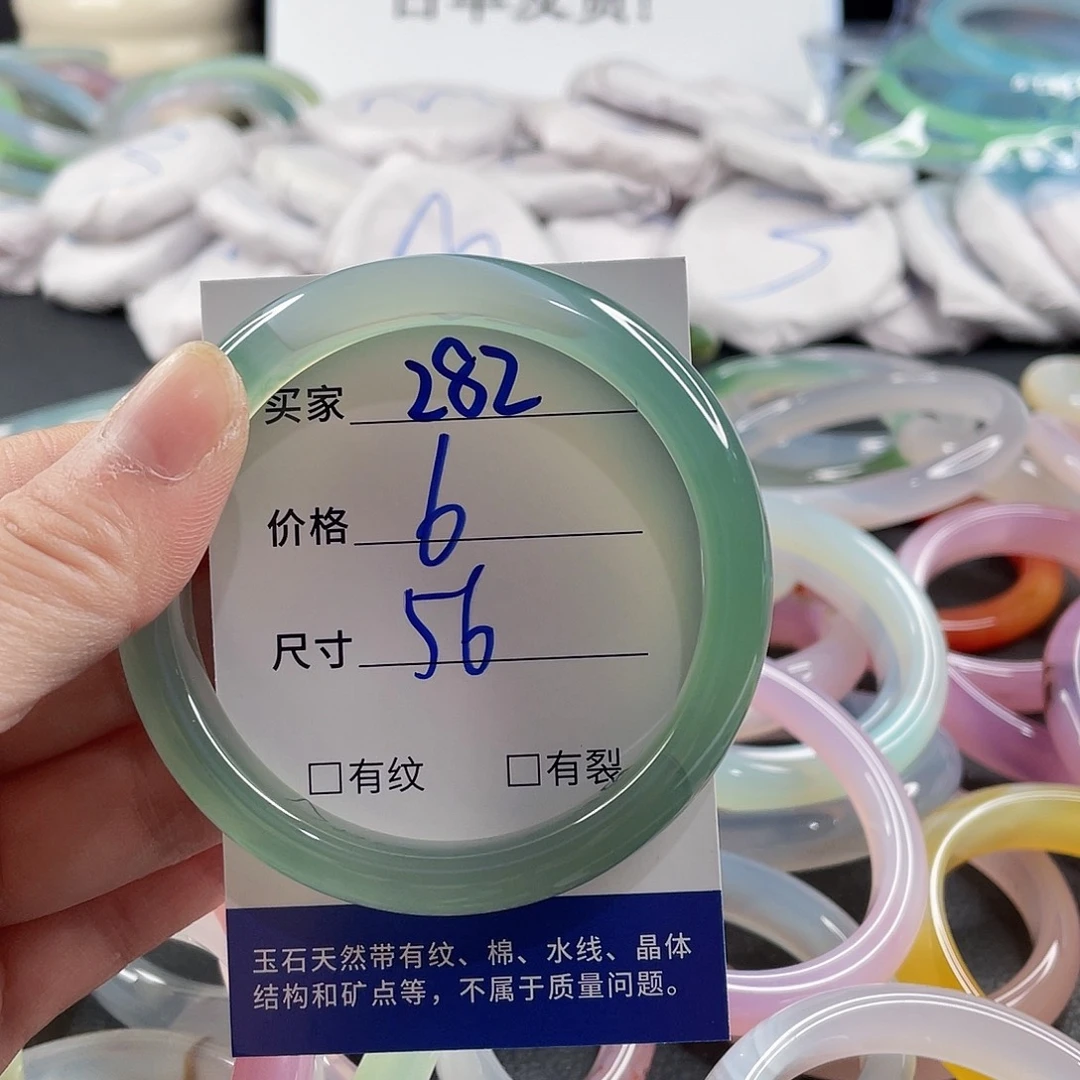 买家 282
价格 6
尺寸 56
□有纹 □有裂
玉石天然带有纹、棉、水线、晶体
结构和矿点等，不属于质量问题。